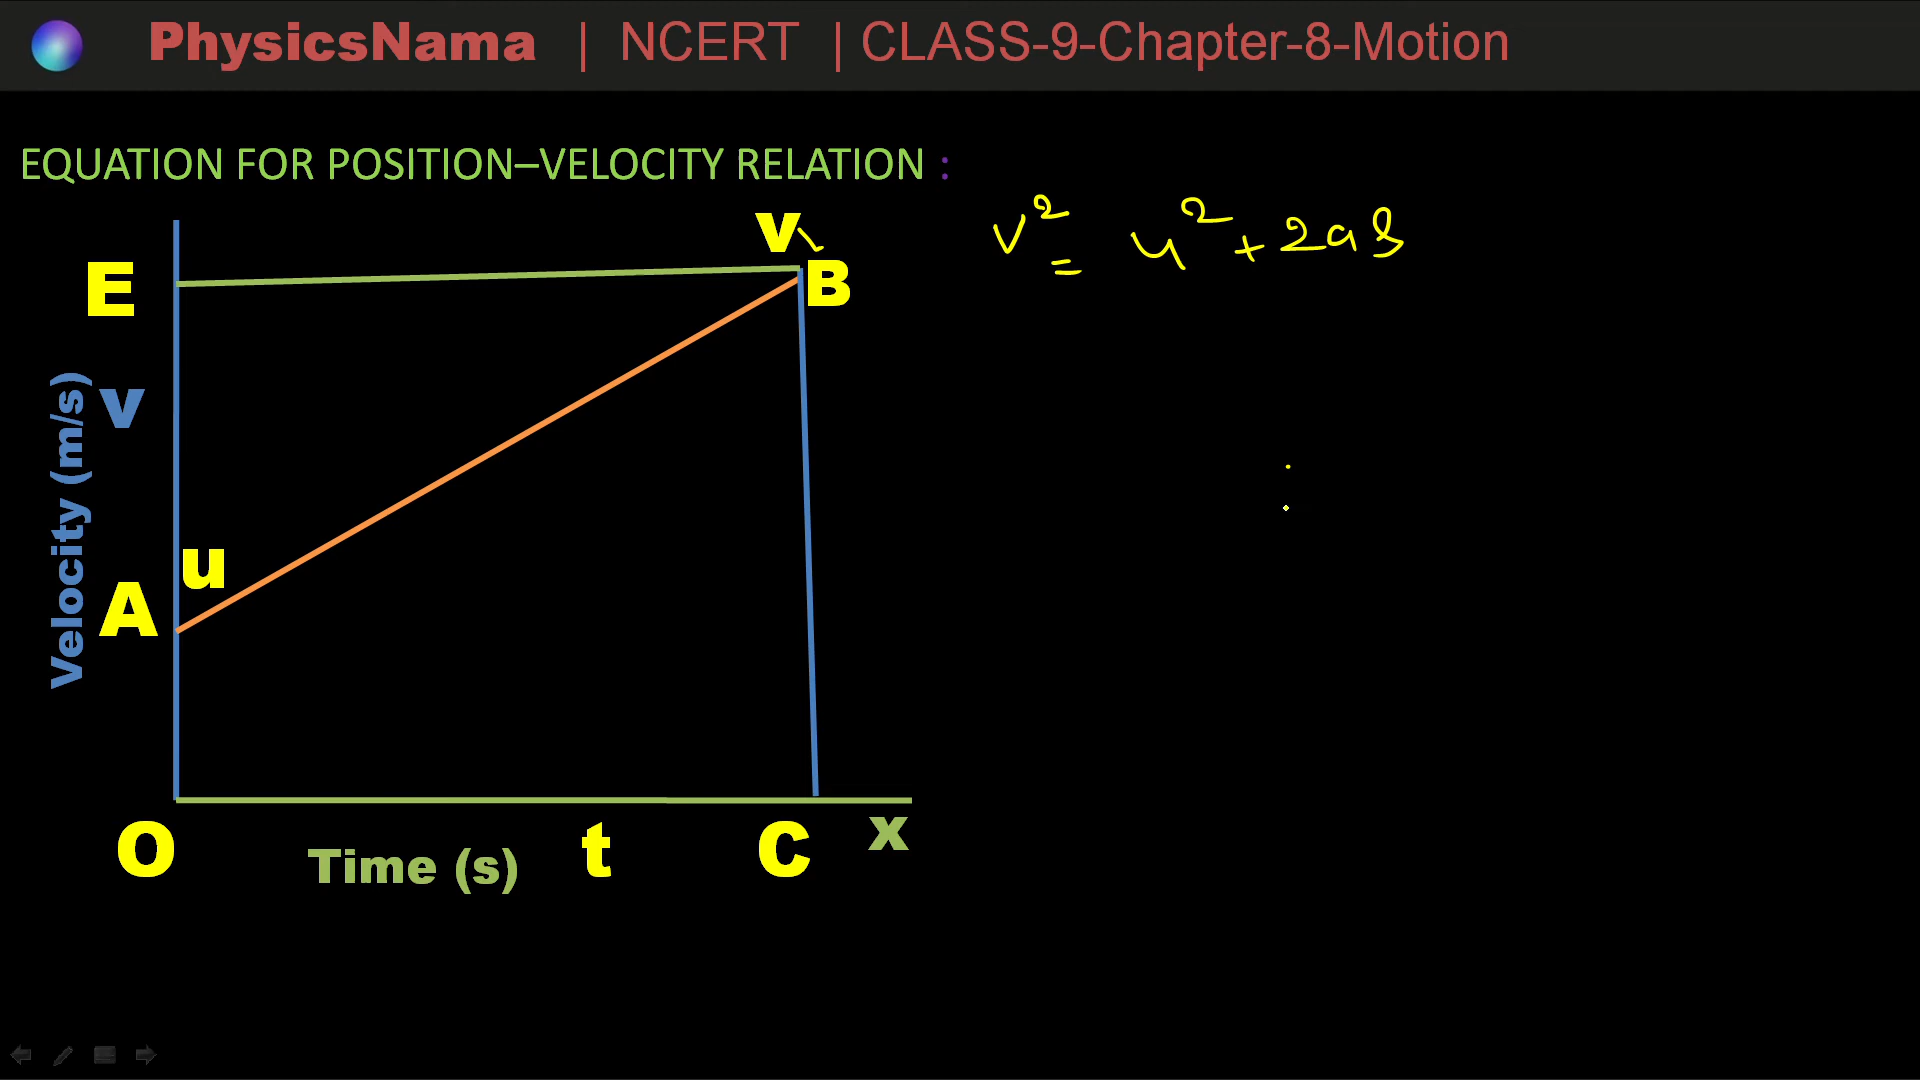 PhysicsNama | NCERT | CLASS-9-Chapter-8-Motion
EQUATION FOR POSITION–VELOCITY RELATION :
v² = u² + 2as
v
E
B
v
Velocity (m/s)
u
A
O
Time (s)
t
C
x